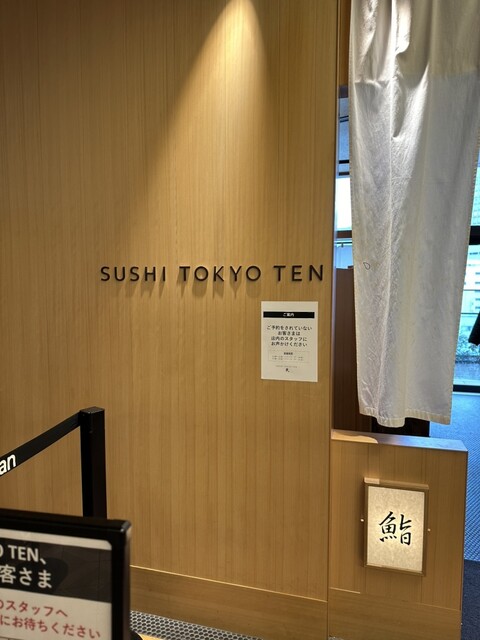 SUSHI TOKYO TEN
ご案内
ご予約をされていない
お客さまは
店内のスタッフに
お声かけください
鮨
an
O TEN、
客さま
のスタッフへ
にお待ちください